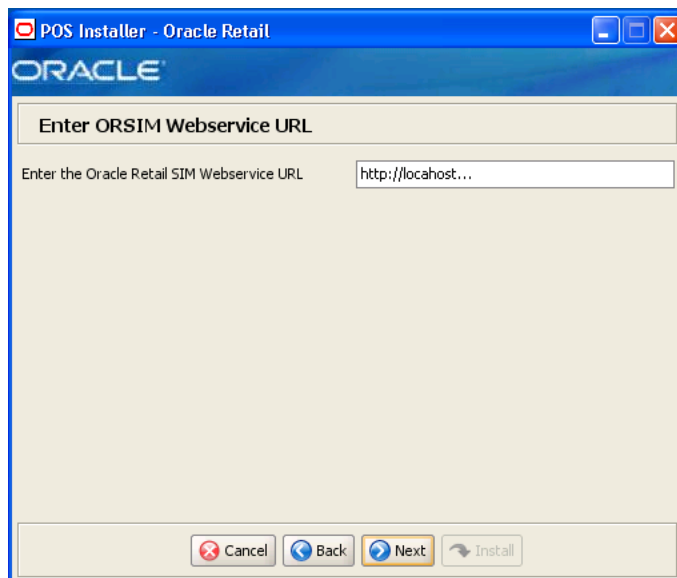 POS Installer - Oracle Retail
ORACLE
Enter ORSIM Webservice URL
Enter the Oracle Retail SIM Webservice URL
http://locahost...
Cancel
Back
Next
Install